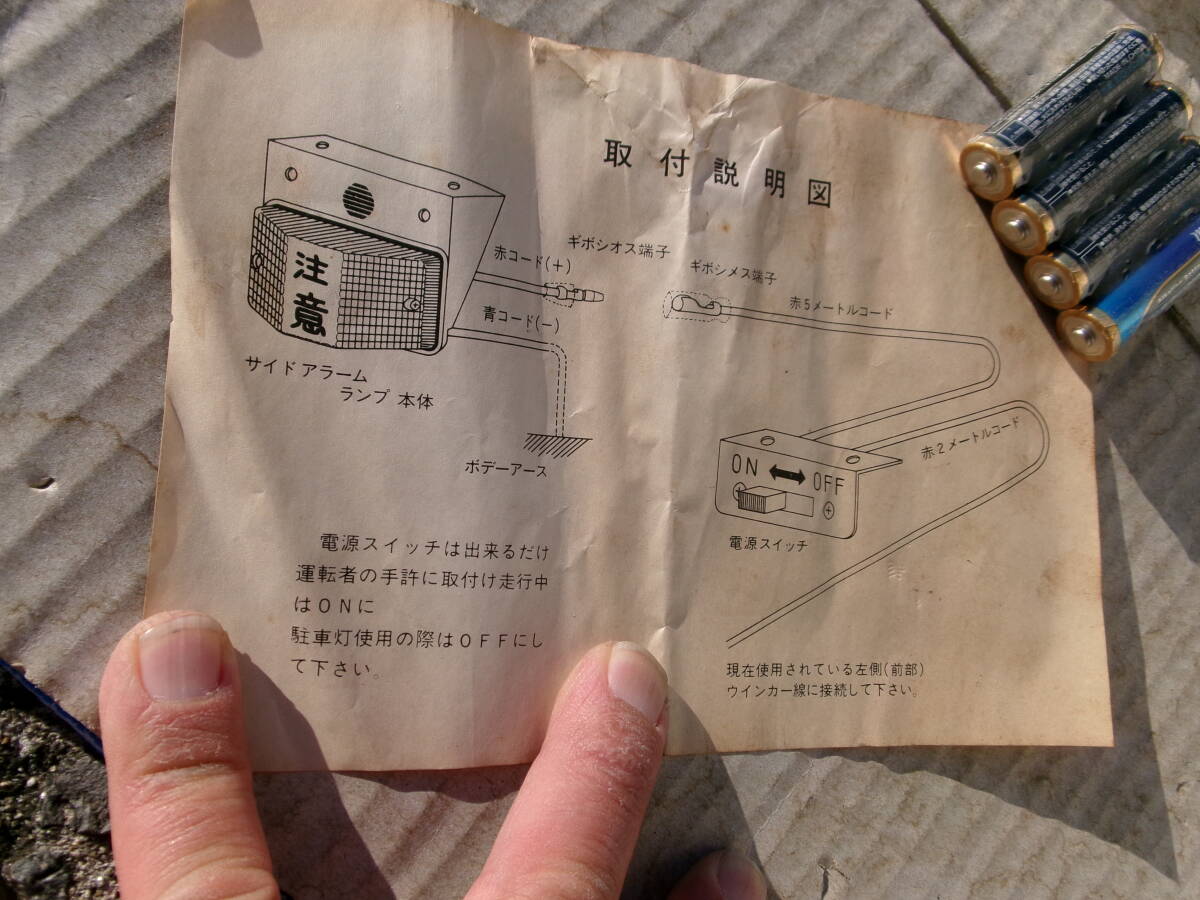 取付説明図
注意
赤コード(+)
ギボシオス端子
ギボシメス端子
赤5メートルコード
青コード(−)
サイドアラーム
ランプ 本体
ボデーアース
ON OFF
赤2メートルコード
電源スイッチ
電源スイッチは出来るだけ
運転者の手許に取付け走行中
はONに
駐車灯使用の際はOFFにし
て下さい。
現在使用されている左側(前部)
ウインカー線に接続して下さい。